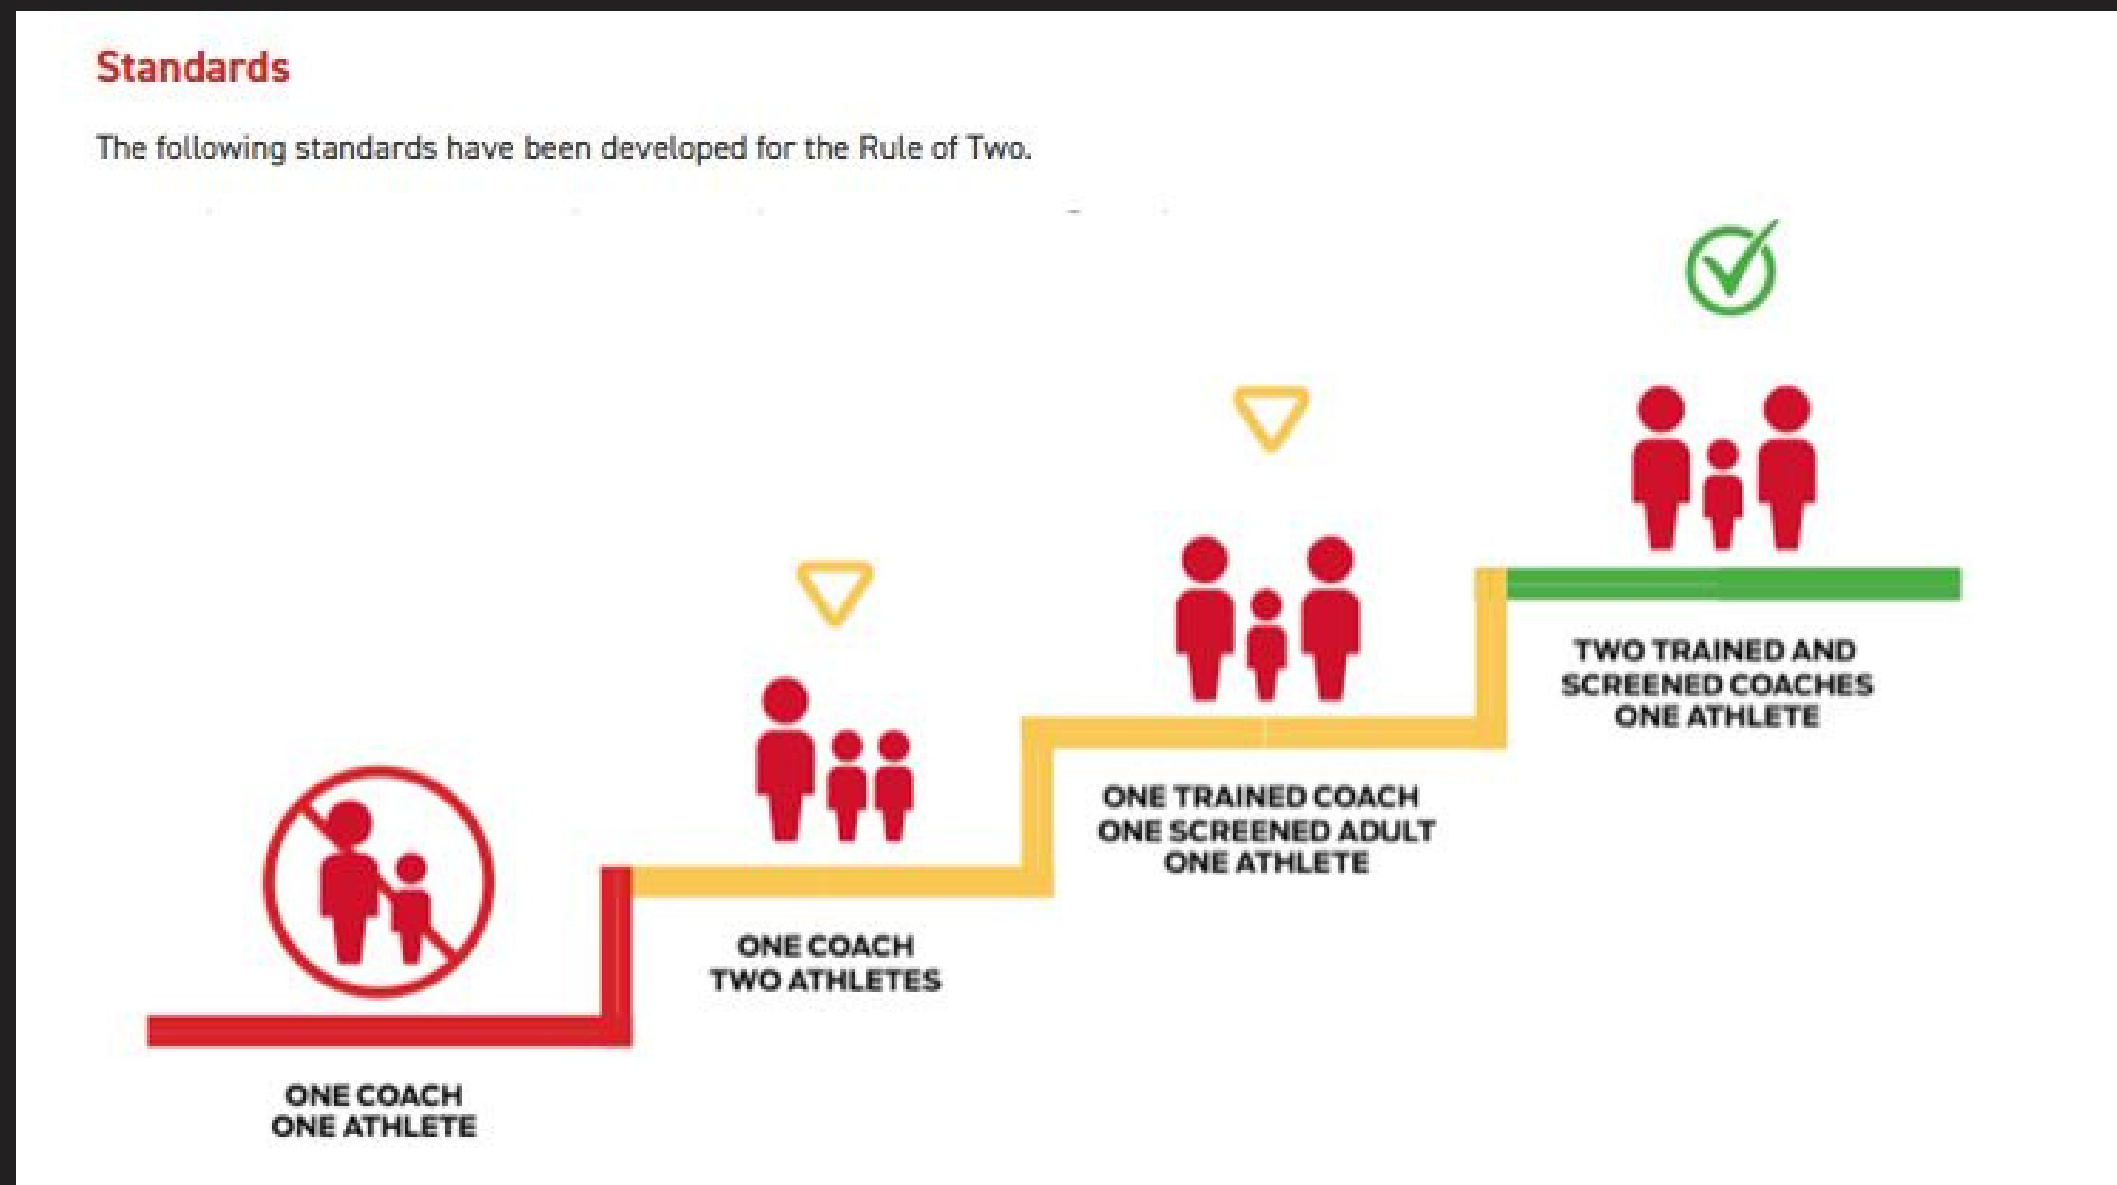 Standards
The following standards have been developed for the Rule of Two.
TWO TRAINED AND
SCREENED COACHES
ONE ATHLETE
ONE TRAINED COACH
ONE SCREENED ADULT
ONE ATHLETE
ONE COACH
TWO ATHLETES
ONE COACH
ONE ATHLETE